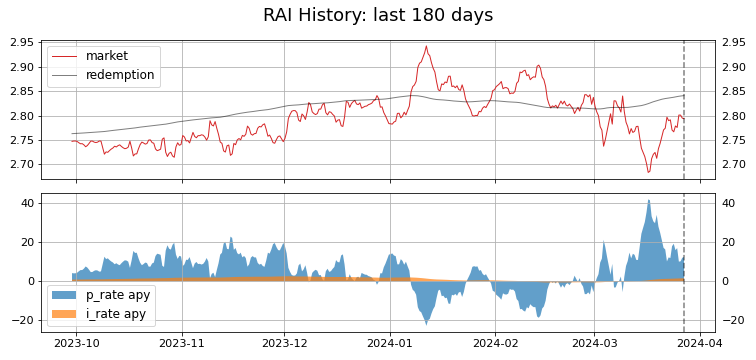 RAI History: last 180 days
2.95 2.95
2.90 2.90
2.85 2.85
2.80 2.80
2.75 2.75
2.70 2.70
market
redemption
40 40
20 20
0 0
−20 −20
p_rate apy
i_rate apy
2023-10 2023-11 2023-12 2024-01 2024-02 2024-03 2024-04